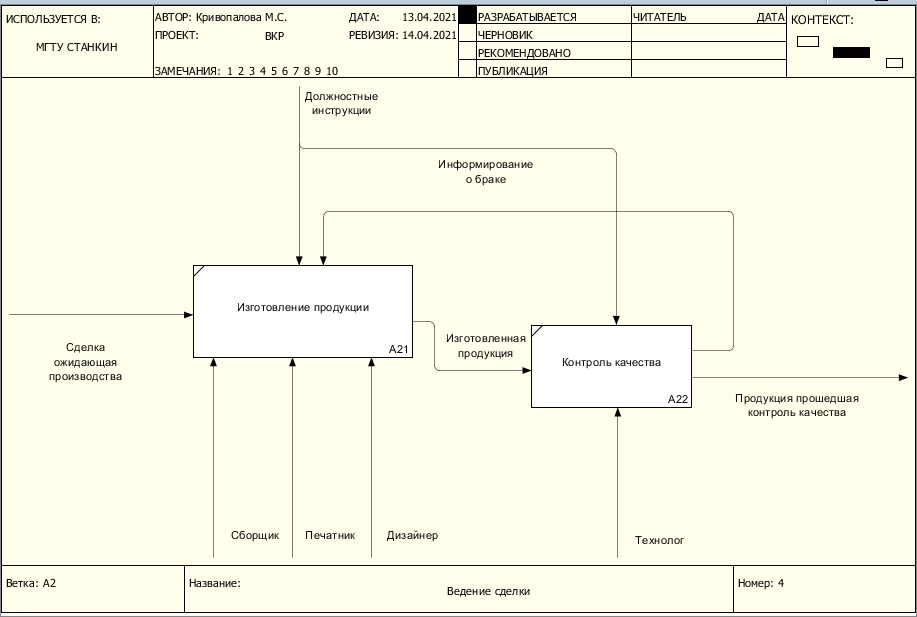 ИСПОЛЬЗУЕТСЯ В:
МГТУ СТАНКИН
АВТОР: Кривопалова М.С.
ДАТА: 13.04.2021
ПРОЕКТ: ВКР
РЕВИЗИЯ: 14.04.2021
ЗАМЕЧАНИЯ: 1 2 3 4 5 6 7 8 9 10
РАЗРАБАТЫВАЕТСЯ
ЧЕРНОВИК
РЕКОМЕНДОВАНО
ПУБЛИКАЦИЯ
ЧИТАТЕЛЬ ДАТА
КОНТЕКСТ:
Должностные
инструкции
Информирование
о браке
Изготовление продукции
A21
Сделка
ожидающая
производства
Изготовленная
продукция
Контроль качества
A22
Продукция прошедшая
контроль качества
Сборщик
Печатник
Дизайнер
Технолог
Ветка: A2
Название:
Ведение сделки
Номер: 4